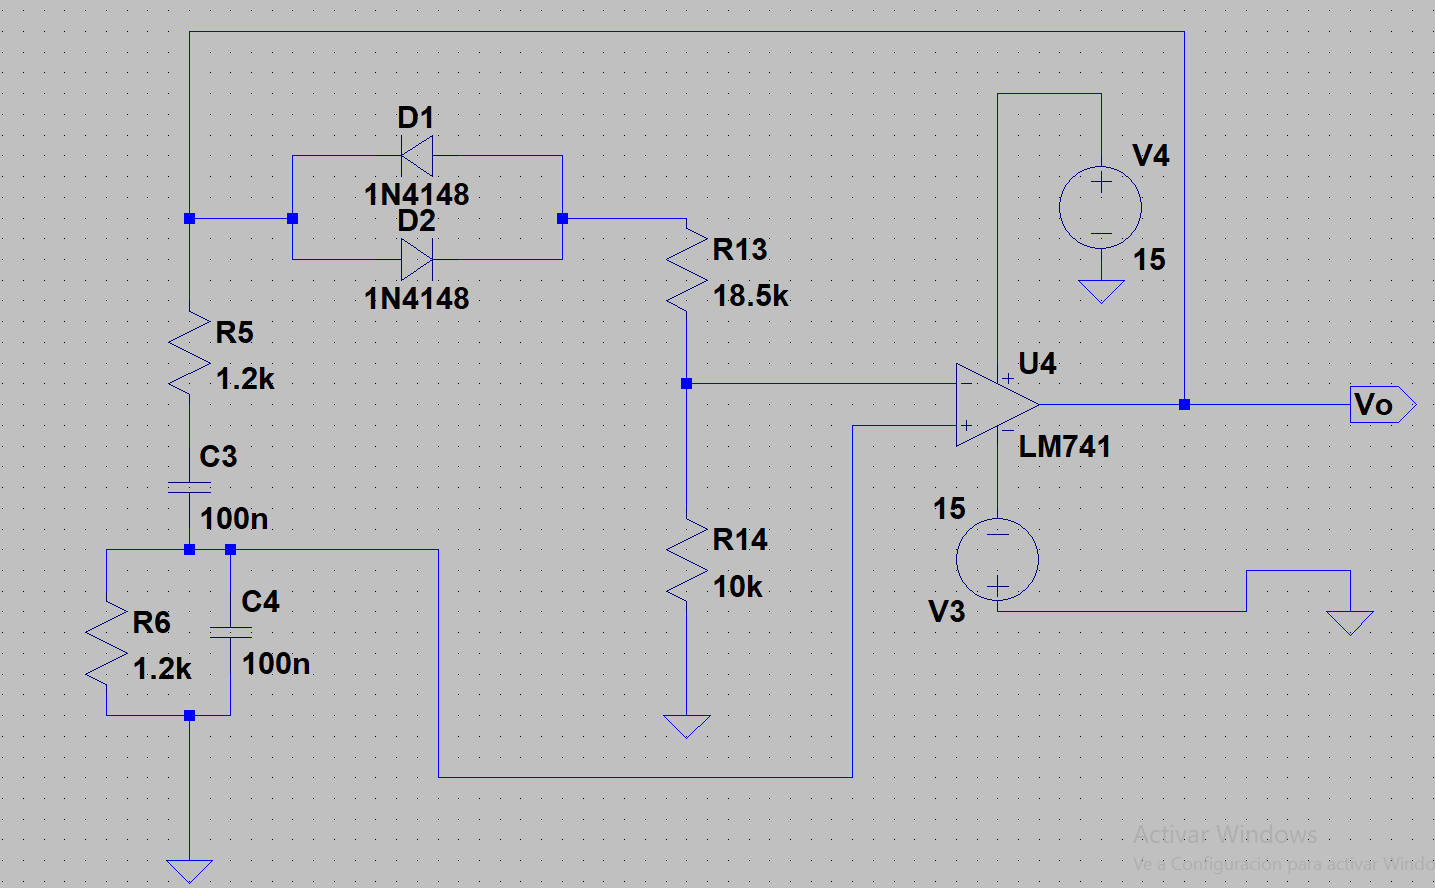 D1
1N4148
D2
1N4148
V4
15
R13
18.5k
R5
1.2k
U4
LM741
Vo
C3
100n
15
V3
R14
10k
C4
100n
R6
1.2k
Activar Windows
Ve a Configuración para activar Windo